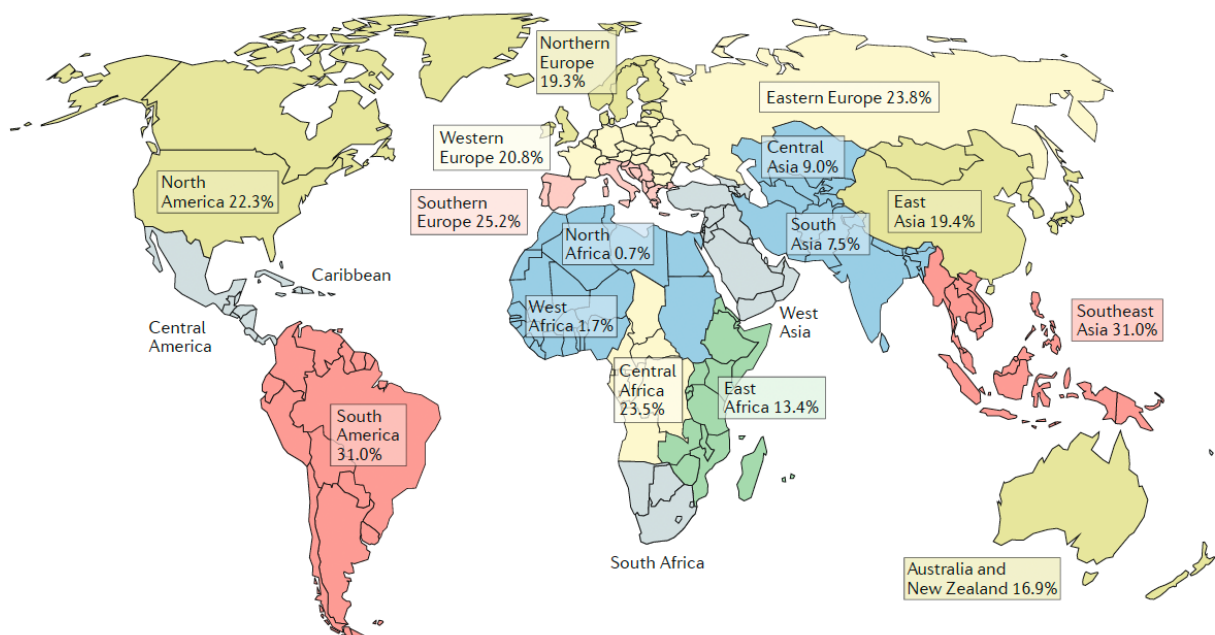 Northern
Europe
19.3%
Eastern Europe 23.8%
Western
Europe 20.8%
Central
Asia 9.0%
North
America 22.3%
Southern
Europe 25.2%
East
Asia 19.4%
North
Africa 0.7%
South
Asia 7.5%
Caribbean
West
Africa 1.7%
West
Asia
Southeast
Asia 31.0%
Central
America
Central
Africa
23.5%
East
Africa 13.4%
South
America
31.0%
South Africa
Australia and
New Zealand 16.9%